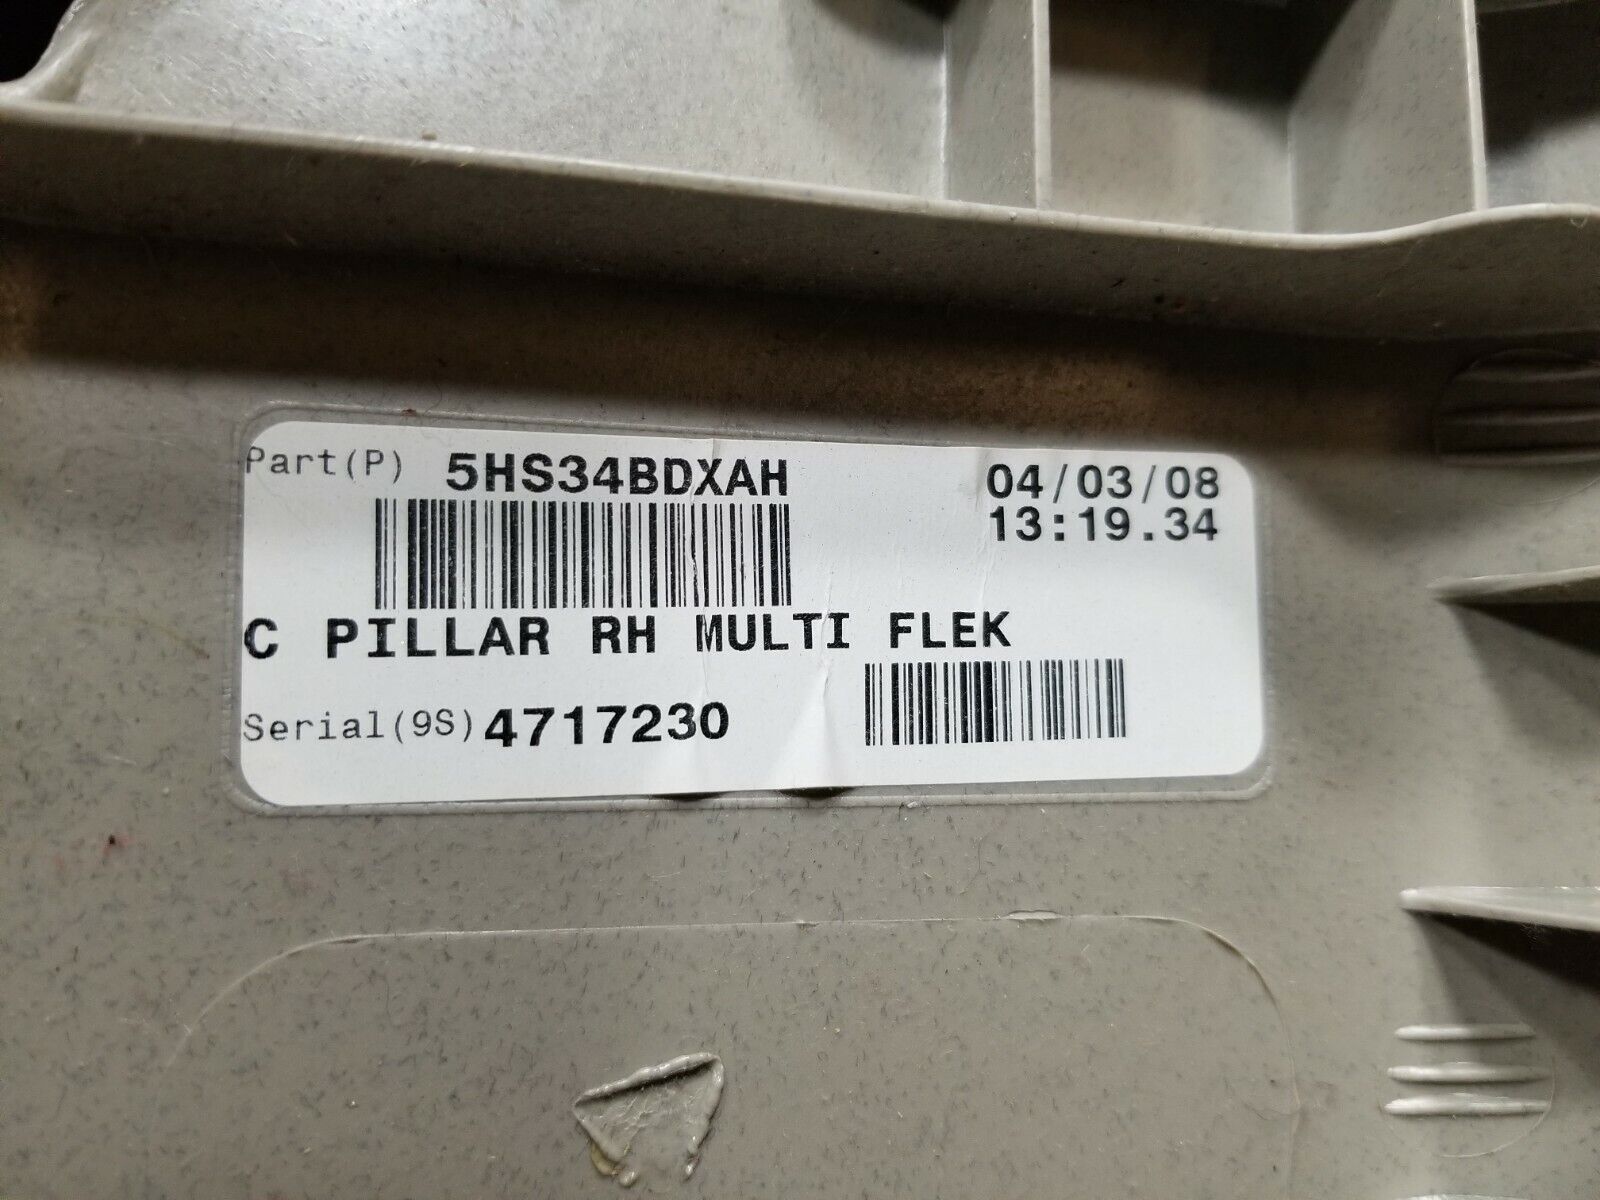 Part(P) 5HS34BDXAH 04/03/08
13:19.34
C PILLAR RH MULTI FLEK
Serial(9S) 4717230